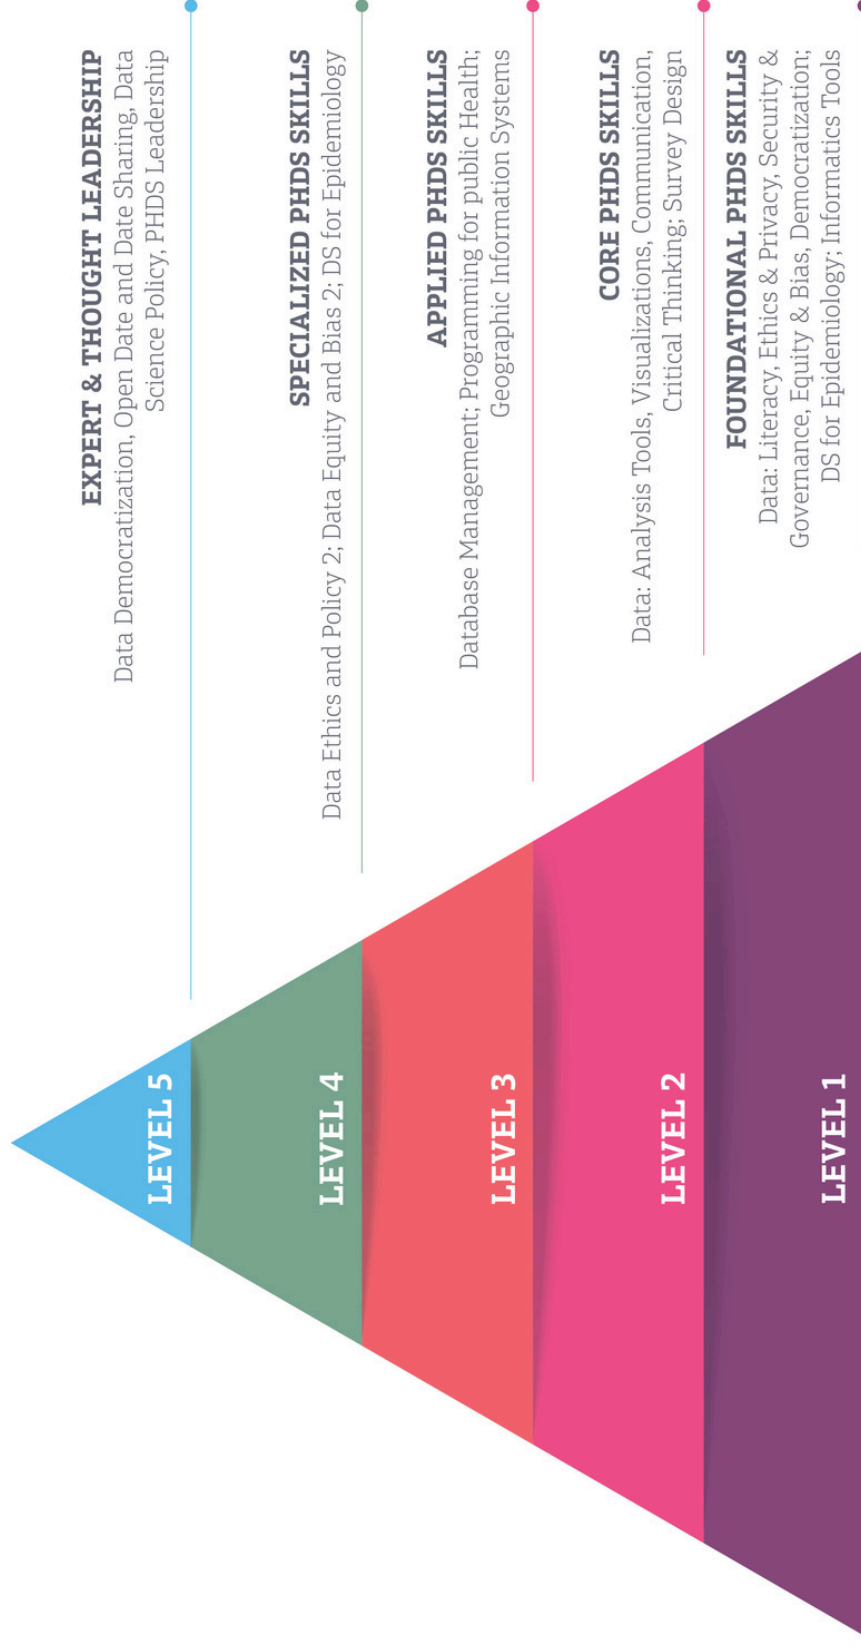 EXPERT & THOUGHT LEADERSHIP
Data Democratization, Open Date and Date Sharing, Data
Science Policy, PHDS Leadership
LEVEL 5
SPECIALIZED PHDS SKILLS
Data Ethics and Policy 2; Data Equity and Bias 2; DS for Epidemiology
LEVEL 4
APPLIED PHDS SKILLS
Database Management; Programming for public Health;
Geographic Information Systems
LEVEL 3
CORE PHDS SKILLS
Data: Analysis Tools, Visualizations, Communication,
Critical Thinking; Survey Design
LEVEL 2
FOUNDATIONAL PHDS SKILLS
Data: Literacy, Ethics & Privacy, Security &
Governance, Equity & Bias, Democratization;
DS for Epidemiology; Informatics Tools
LEVEL 1